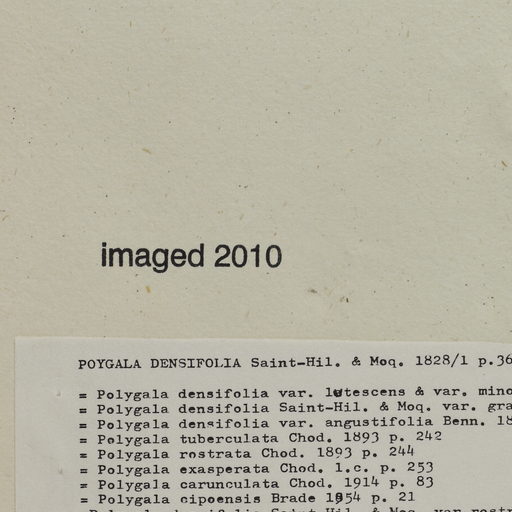 imaged 2010
POYGALA DENSIFOLIA Saint-Hil. & Moq. 1828/1 p.36
= Polygala densifolia var. lutescens & var. mino
= Polygala densifolia Saint-Hil. & Moq. var. gra
= Polygala densifolia var. angustifolia Benn. 18
= Polygala tuberculata Chod. 1893 p. 242
= Polygala rostrata Chod. 1893 p. 244
= Polygala exasperata Chod. l.c. p. 253
= Polygala carunculata Chod. 1914 p. 83
= Polygala cipoensis Brade 1954 p. 21